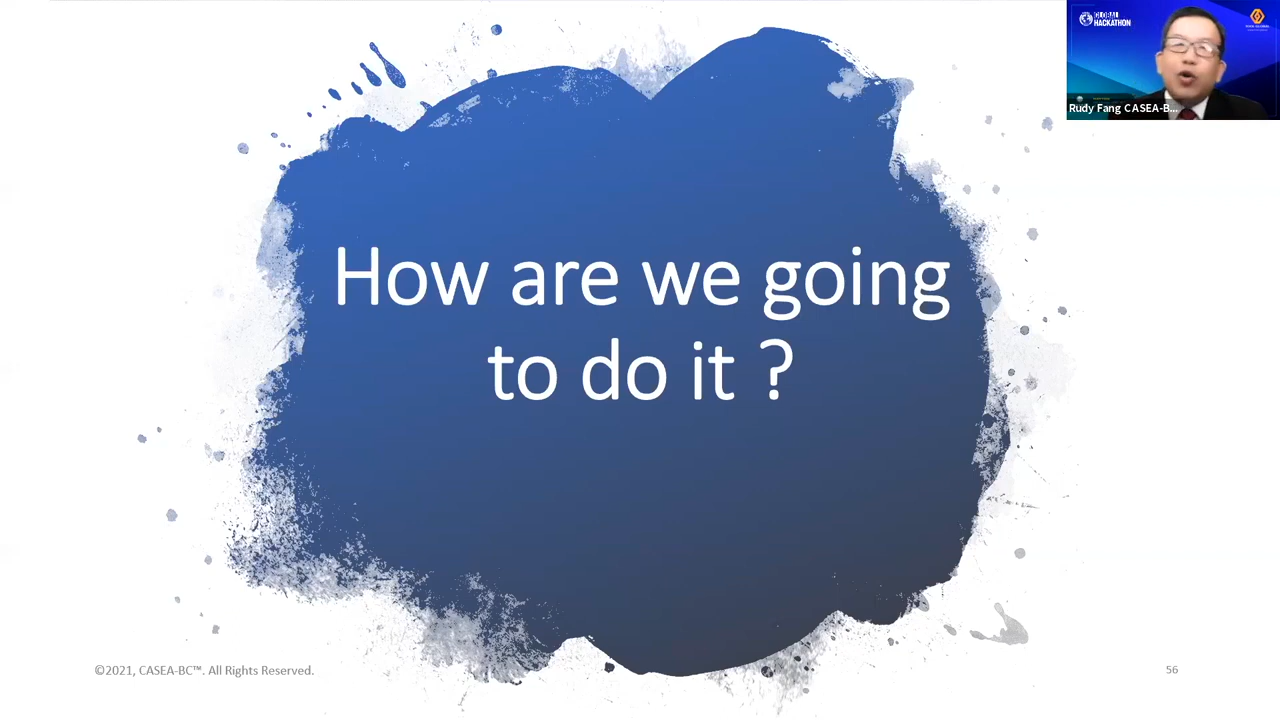 GLOBAL
HACKATHON
Rudy Fang CASEA-B...
How are we going
to do it ?
©2021, CASEA-BC™. All Rights Reserved.
56